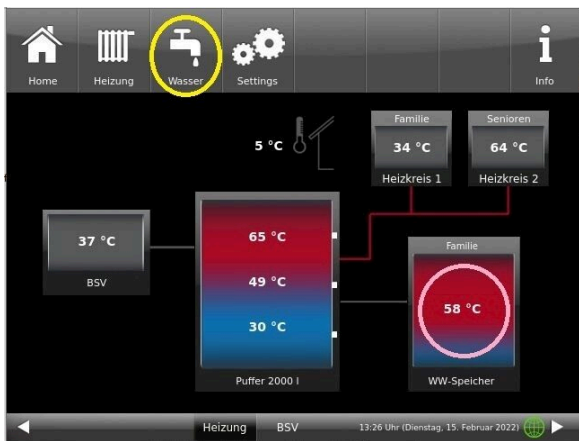 Home
Heizung
Wasser
Settings
Info
5 °C
Familie
34 °C
Heizkreis 1
Senioren
64 °C
Heizkreis 2
37 °C
BSV
65 °C
49 °C
30 °C
Puffer 2000 l
Familie
58 °C
WW-Speicher
Heizung
BSV
13:26 Uhr (Dienstag, 15. Februar 2022)